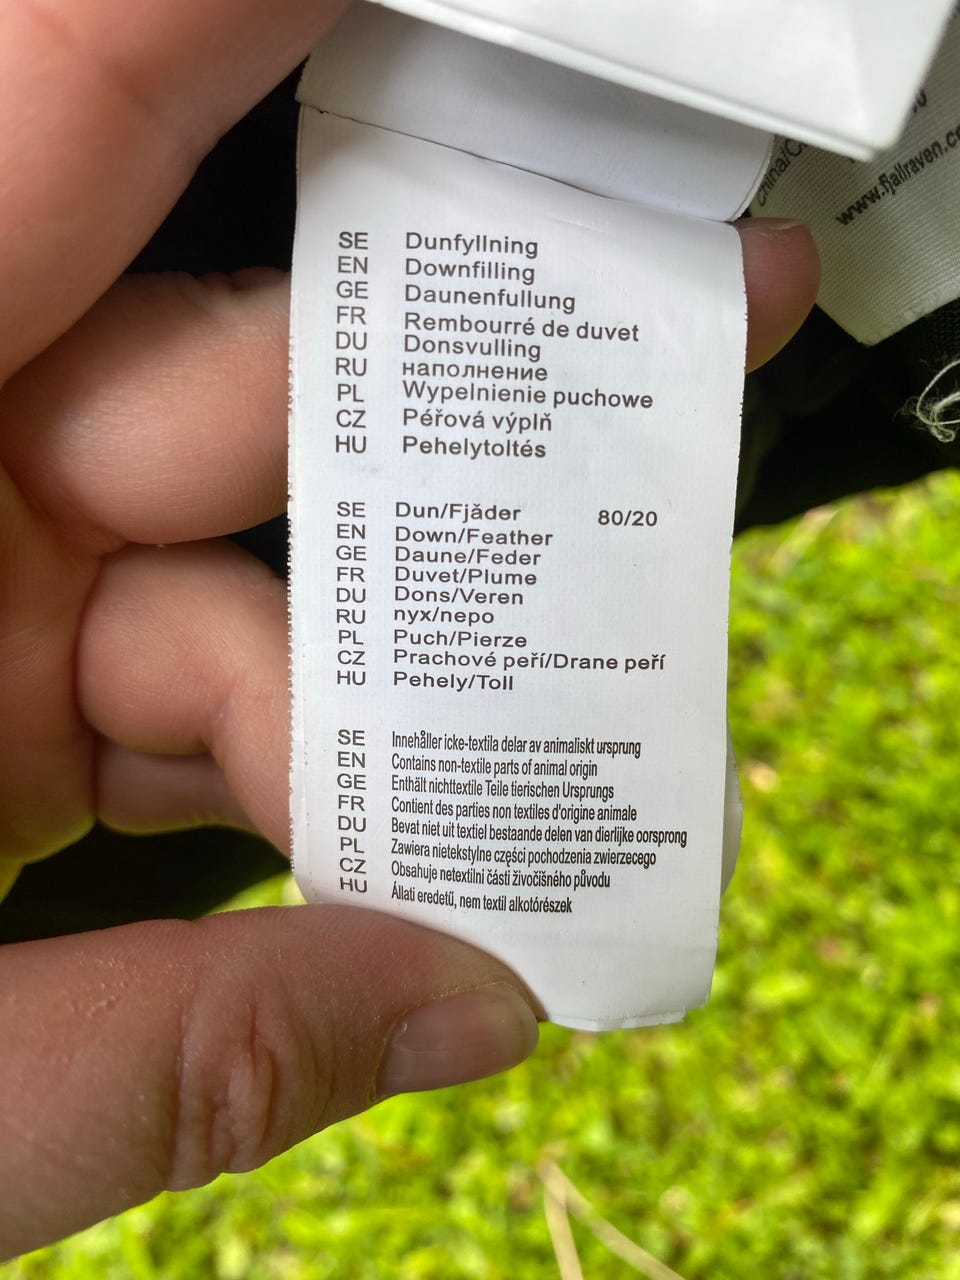 China/
www.fjallraven.co
SE Dunfyllning
EN Downfilling
GE Daunenfullung
FR Rembourré de duvet
DU Donsvulling
RU наполнение
PL Wypelnienie puchowe
CZ Péřová výplň
HU Pehelytoltés
SE Dun/Fjåder 80/20
EN Down/Feather
GE Daune/Feder
FR Duvet/Plume
DU Dons/Veren
RU nyx/nepo
PL Puch/Pierze
CZ Prachové peří/Drane peří
HU Pehely/Toll
SE Innehåller icke-textila delar av animaliskt ursprung
EN Contains non-textile parts of animal origin
GE Enthält nichttextile Teile tierischen Ursprungs
FR Contient des parties non textiles d'origine animale
DU Bevat niet uit textiel bestaande delen van dierlijke oorsprong
PL Zawiera nietekstylne części pochodzenia zwierzecego
CZ Obsahuje netextilní části živočišného původu
HU Állati eredetű, nem textil alkotórészek